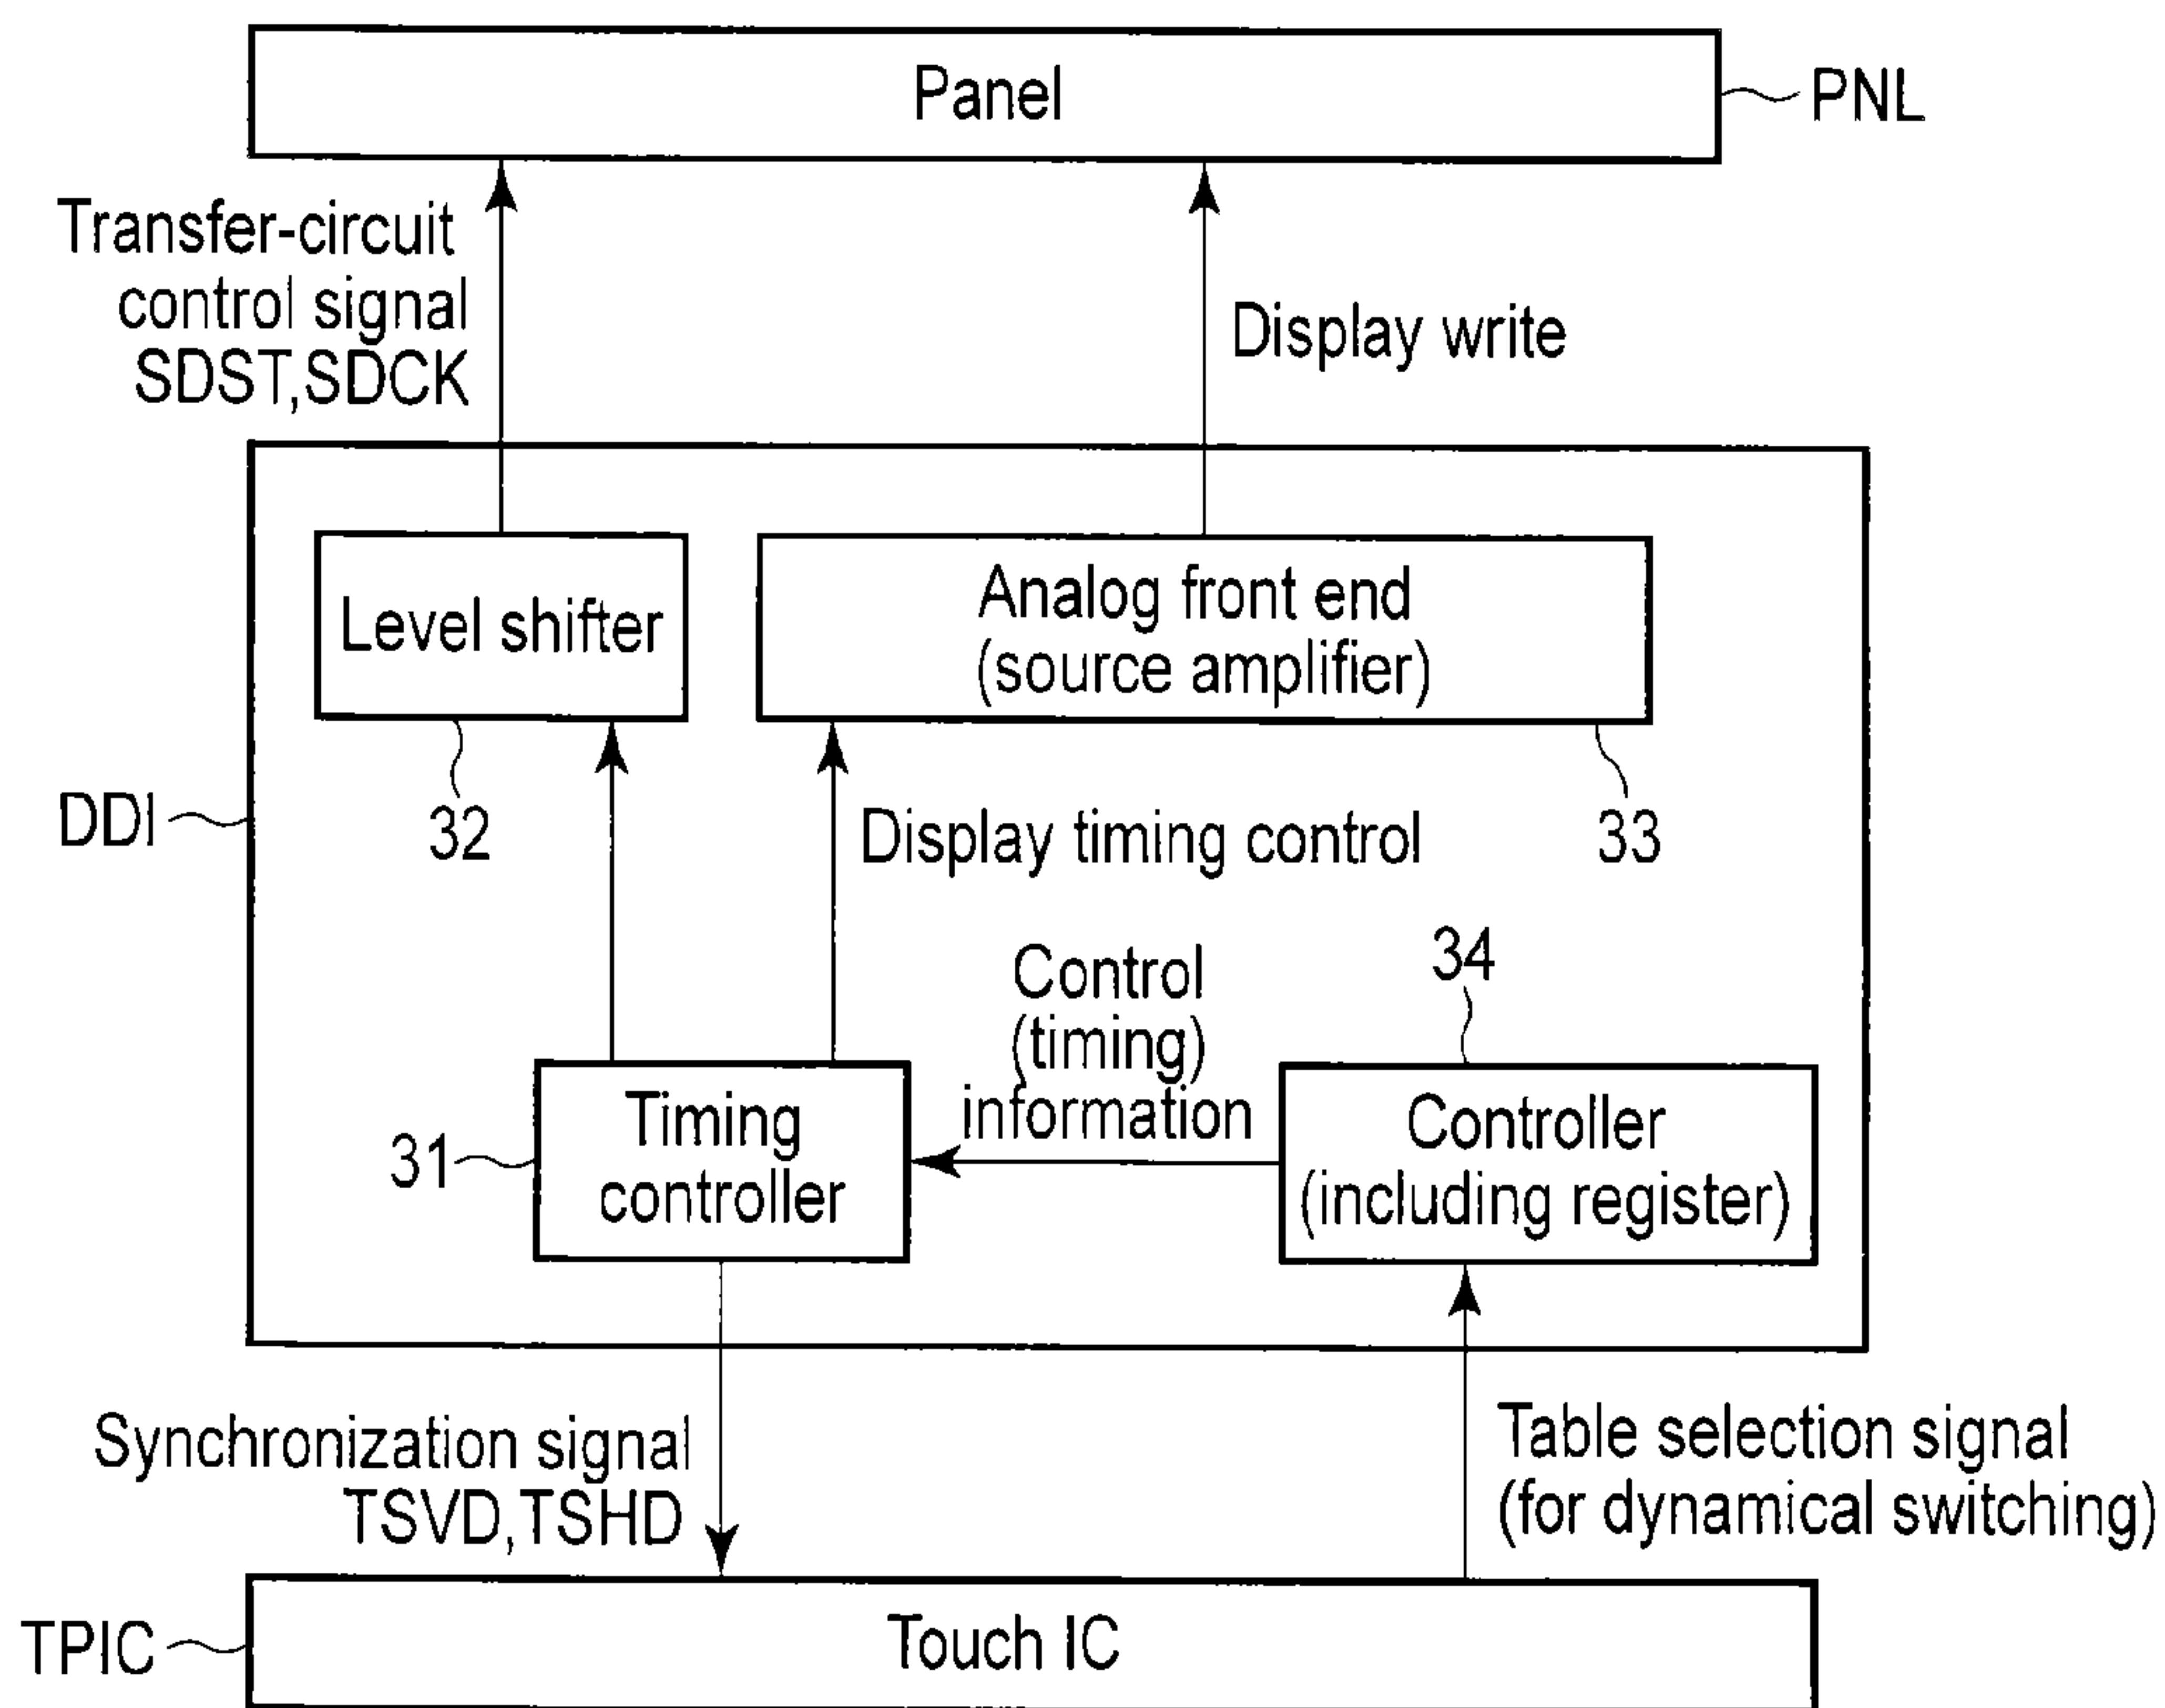 Panel
PNL
Transfer-circuit
control signal
SDST,SDCK
Display write
Level shifter
Analog front end
(source amplifier)
DDI
32
Display timing control
33
Control
(timing)
information
34
31
Timing
controller
Controller
(including register)
Synchronization signal
TSVD,TSHD
Table selection signal
(for dynamical switching)
TPIC
Touch IC